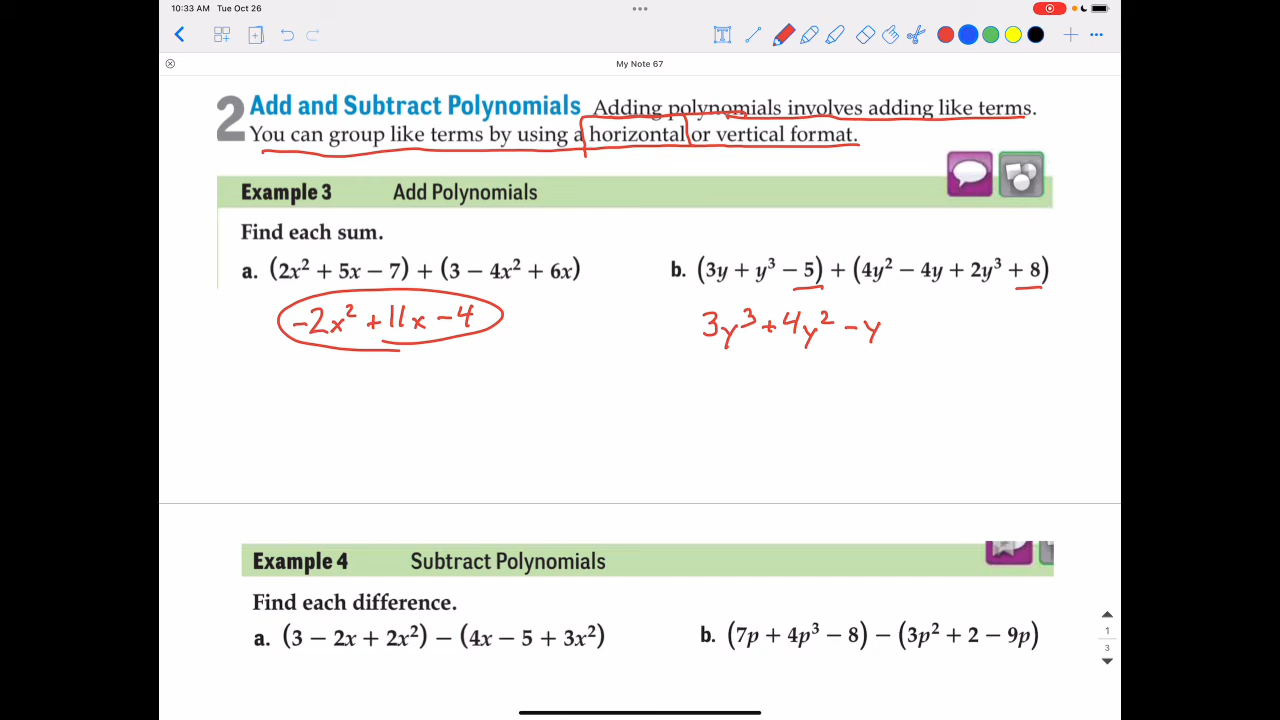 10:33 AM Tue Oct 26
My Note 67
2 Add and Subtract Polynomials Adding polynomials involves adding like terms.
You can group like terms by using a horizontal or vertical format.
Example 3 Add Polynomials
Find each sum.
a. (2x² + 5x − 7) + (3 − 4x² + 6x)
b. (3y + y³ − 5) + (4y² − 4y + 2y³ + 8)
-2x² + 11x - 4
3y³ + 4y² - y
Example 4 Subtract Polynomials
Find each difference.
a. (3 − 2x + 2x²) − (4x − 5 + 3x²)
b. (7p + 4p³ − 8) − (3p² + 2 − 9p)
1
3